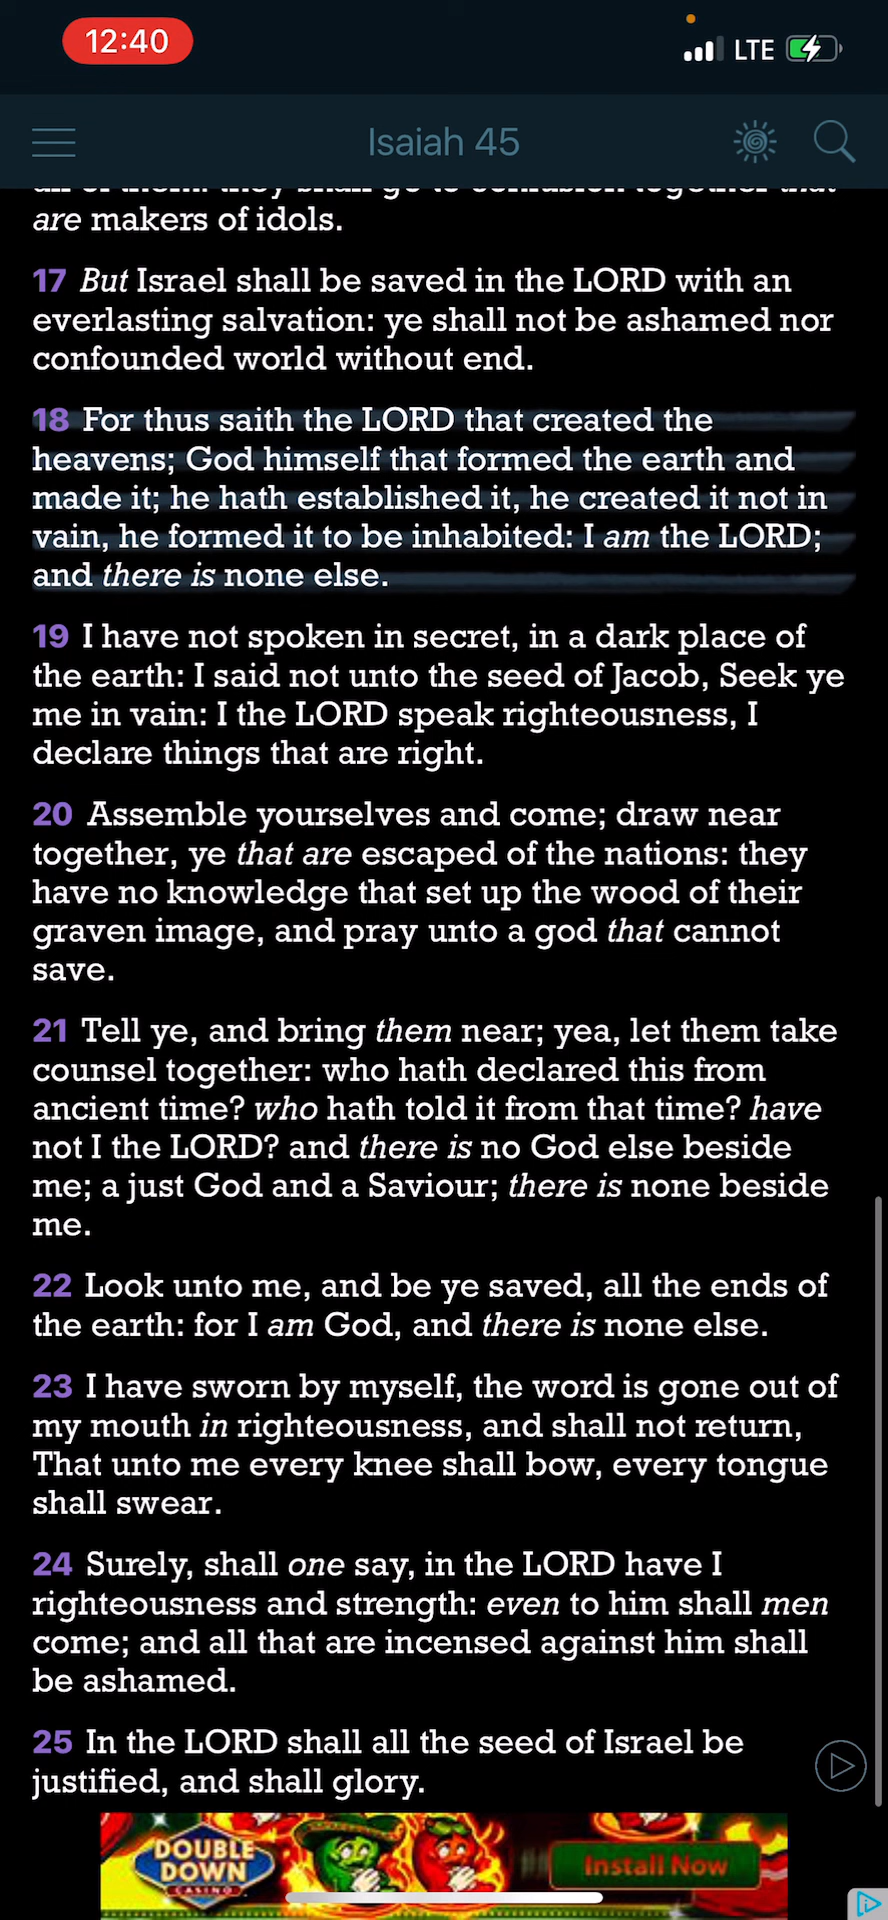 12:40
LTE
Isaiah 45
all of them: they shall go to confusion together that
are makers of idols.
17 But Israel shall be saved in the LORD with an
everlasting salvation: ye shall not be ashamed nor
confounded world without end.
18 For thus saith the LORD that created the
heavens; God himself that formed the earth and
made it; he hath established it, he created it not in
vain, he formed it to be inhabited: I am the LORD;
and there is none else.
19 I have not spoken in secret, in a dark place of
the earth: I said not unto the seed of Jacob, Seek ye
me in vain: I the LORD speak righteousness, I
declare things that are right.
20 Assemble yourselves and come; draw near
together, ye that are escaped of the nations: they
have no knowledge that set up the wood of their
graven image, and pray unto a god that cannot
save.
21 Tell ye, and bring them near; yea, let them take
counsel together: who hath declared this from
ancient time? who hath told it from that time? have
not I the LORD? and there is no God else beside
me; a just God and a Saviour; there is none beside
me.
22 Look unto me, and be ye saved, all the ends of
the earth: for I am God, and there is none else.
23 I have sworn by myself, the word is gone out of
my mouth in righteousness, and shall not return,
That unto me every knee shall bow, every tongue
shall swear.
24 Surely, shall one say, in the LORD have I
righteousness and strength: even to him shall men
come; and all that are incensed against him shall
be ashamed.
25 In the LORD shall all the seed of Israel be
justified, and shall glory.
DOUBLE
DOWN
CASINO
Install Now